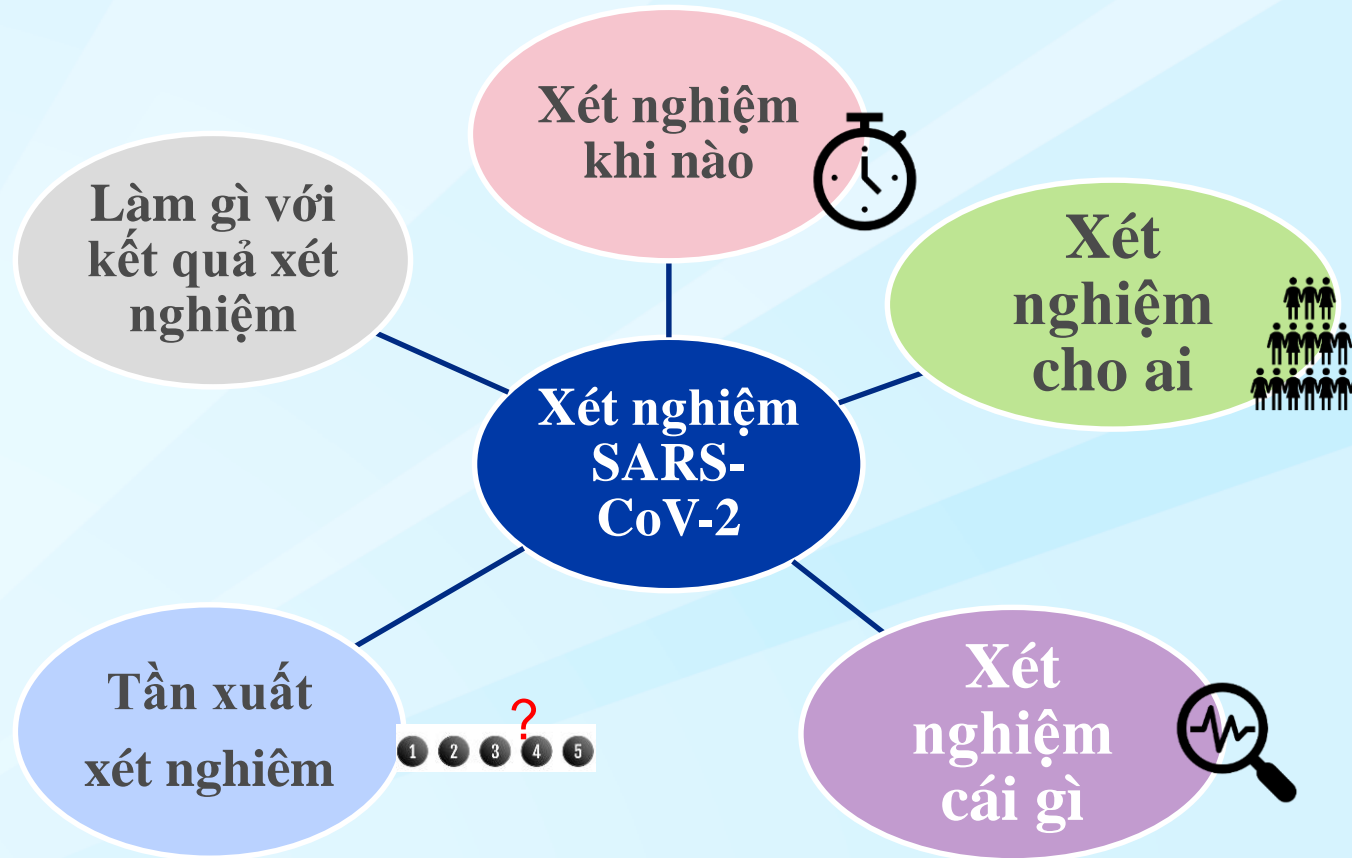 Xét nghiệm
khi nào
Làm gì với
kết quả xét
nghiệm
Xét
nghiệm
cho ai
Xét nghiệm
SARS-
CoV-2
Tần xuất
xét nghiêm
?
1 2 3 4 5
Xét
nghiệm
cái gì